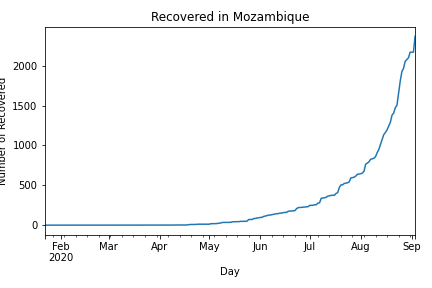 Recovered in Mozambique
Number of Recovered
2000
1500
1000
500
0
Feb Mar Apr May Jun Jul Aug Sep
2020
Day